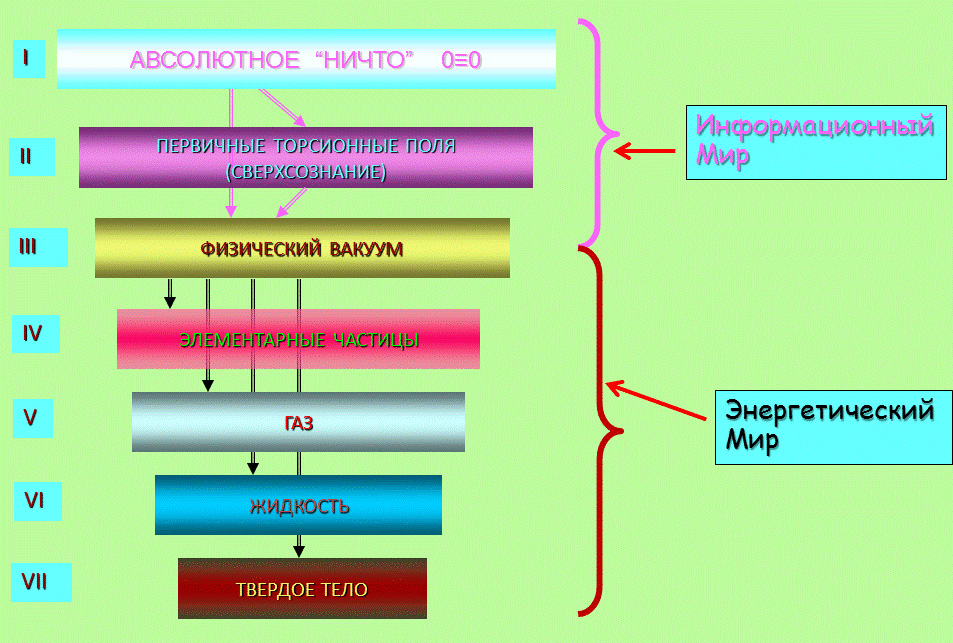 I
АБСОЛЮТНОЕ “НИЧТО” 0≡0
II
ПЕРВИЧНЫЕ ТОРСИОННЫЕ ПОЛЯ
(СВЕРХСОЗНАНИЕ)
Информационный
Мир
III
ФИЗИЧЕСКИЙ ВАКУУМ
IV
ЭЛЕМЕНТАРНЫЕ ЧАСТИЦЫ
V
ГАЗ
Энергетический
Мир
VI
ЖИДКОСТЬ
VII
ТВЕРДОЕ ТЕЛО